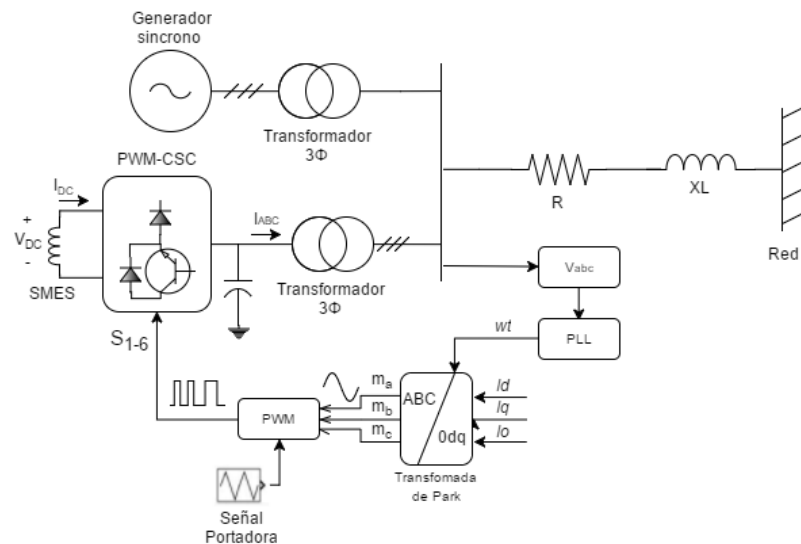 Generador
sincrono
Transformador
3Φ
PWM-CSC
R
XL
Red
I_DC
+
V_DC
-
SMES
I_ABC
Transformador
3Φ
V_abc
PLL
wt
S_1-6
PWM
m_a
m_b
m_c
ABC
0dq
Id
Iq
Io
Transfomada
de Park
Señal
Portadora